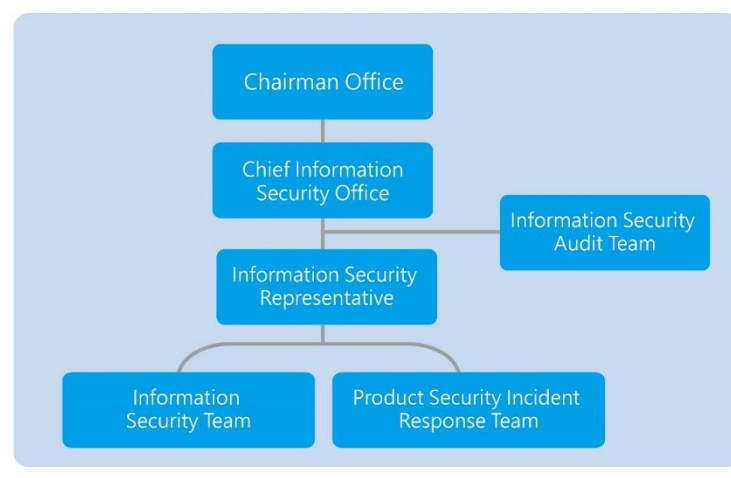 Chairman Office
Chief Information
Security Office
Information Security
Audit Team
Information Security
Representative
Information
Security Team
Product Security Incident
Response Team